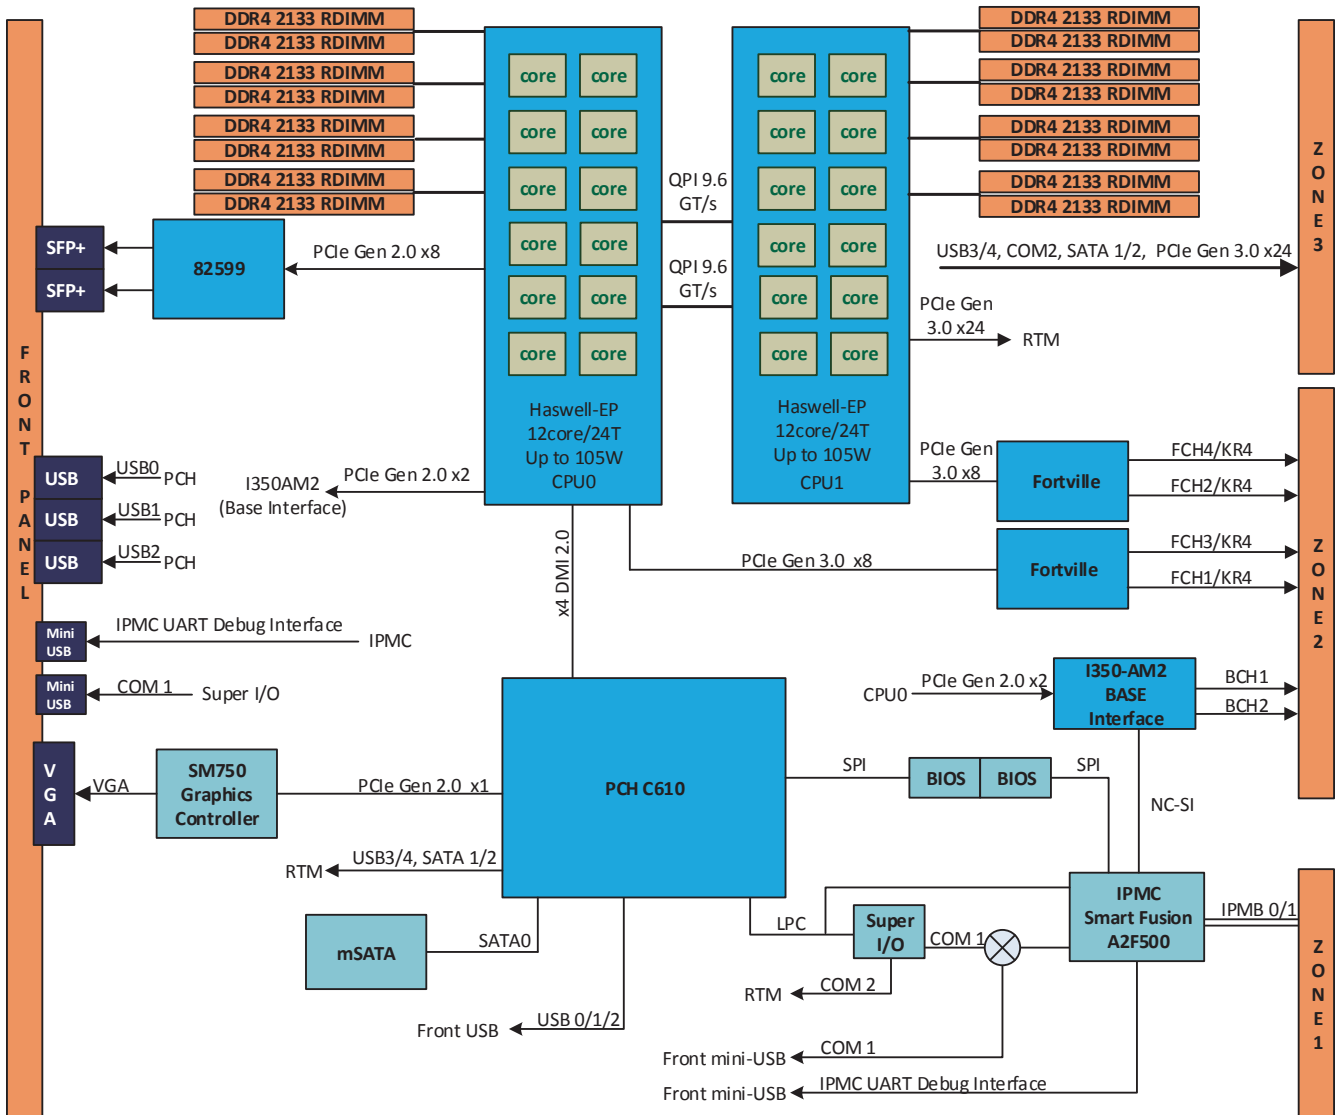 DDR4 2133 RDIMM
DDR4 2133 RDIMM
DDR4 2133 RDIMM
DDR4 2133 RDIMM
DDR4 2133 RDIMM
DDR4 2133 RDIMM
DDR4 2133 RDIMM
DDR4 2133 RDIMM
core core
core core
core core
core core
core core
core core
Haswell-EP
12core/24T
Up to 105W
CPU0
QPI 9.6
GT/s
QPI 9.6
GT/s
core core
core core
core core
core core
core core
core core
Haswell-EP
12core/24T
Up to 105W
CPU1
DDR4 2133 RDIMM
DDR4 2133 RDIMM
DDR4 2133 RDIMM
DDR4 2133 RDIMM
DDR4 2133 RDIMM
DDR4 2133 RDIMM
DDR4 2133 RDIMM
DDR4 2133 RDIMM
ZONE3
USB3/4, COM2, SATA 1/2, PCIe Gen 3.0 x24
PCIe Gen
3.0 x24
RTM
FRONT PANEL
SFP+
SFP+
82599
PCIe Gen 2.0 x8
USB
USB0
PCH
USB
USB1
PCH
USB
USB2
PCH
I350AM2
(Base Interface)
PCIe Gen 2.0 x2
PCIe Gen
3.0 x8
Fortville
FCH4/KR4
FCH2/KR4
x4 DMI 2.0
PCIe Gen 3.0 x8
Fortville
FCH3/KR4
FCH1/KR4
ZONE2
Mini
USB
IPMC UART Debug Interface
IPMC
Mini
USB
COM 1
Super I/O
CPU0
PCIe Gen 2.0 x2
I350-AM2
BASE
Interface
BCH1
BCH2
VGA
VGA
SM750
Graphics
Controller
PCIe Gen 2.0 x1
PCH C610
SPI
BIOS
BIOS
SPI
NC-SI
RTM
USB3/4, SATA 1/2
mSATA
SATA0
LPC
Super
I/O
COM 1
IPMC
Smart Fusion
A2F500
IPMB 0/1
ZONE1
RTM
COM 2
Front USB
USB 0/1/2
Front mini-USB
COM 1
Front mini-USB
IPMC UART Debug Interface